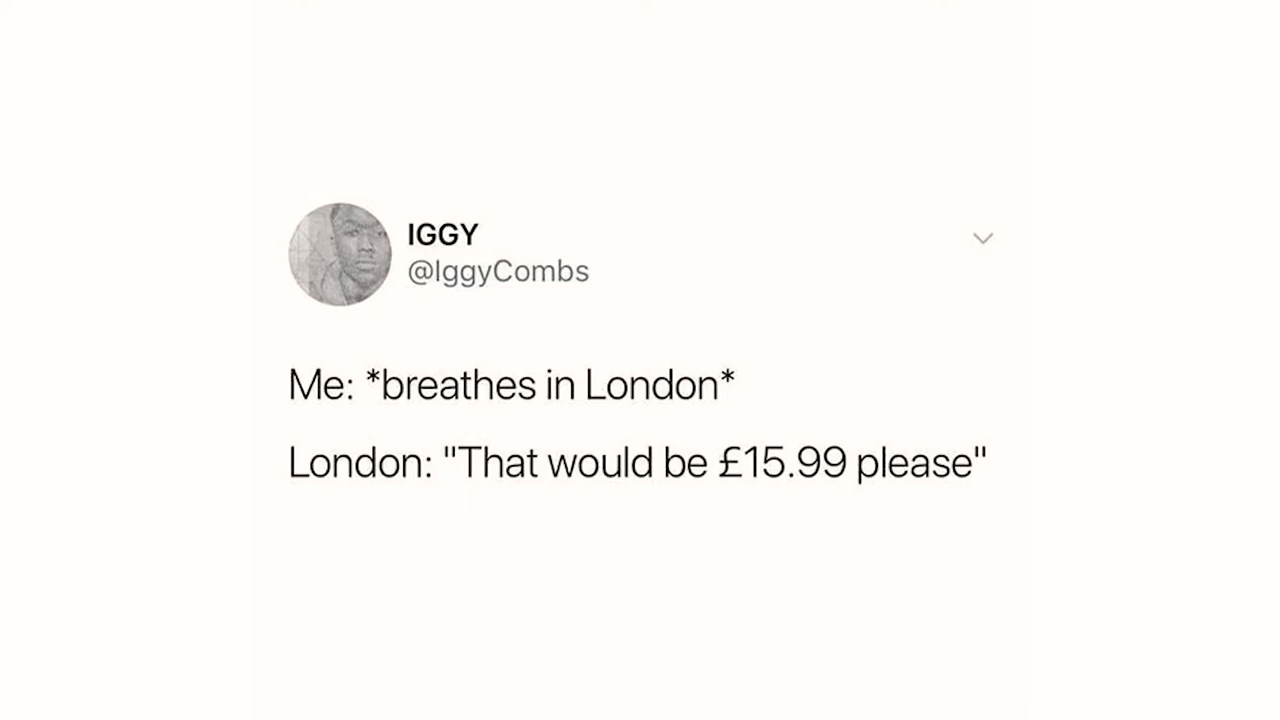 IGGY
@IggyCombs
Me: *breathes in London*
London: "That would be £15.99 please"